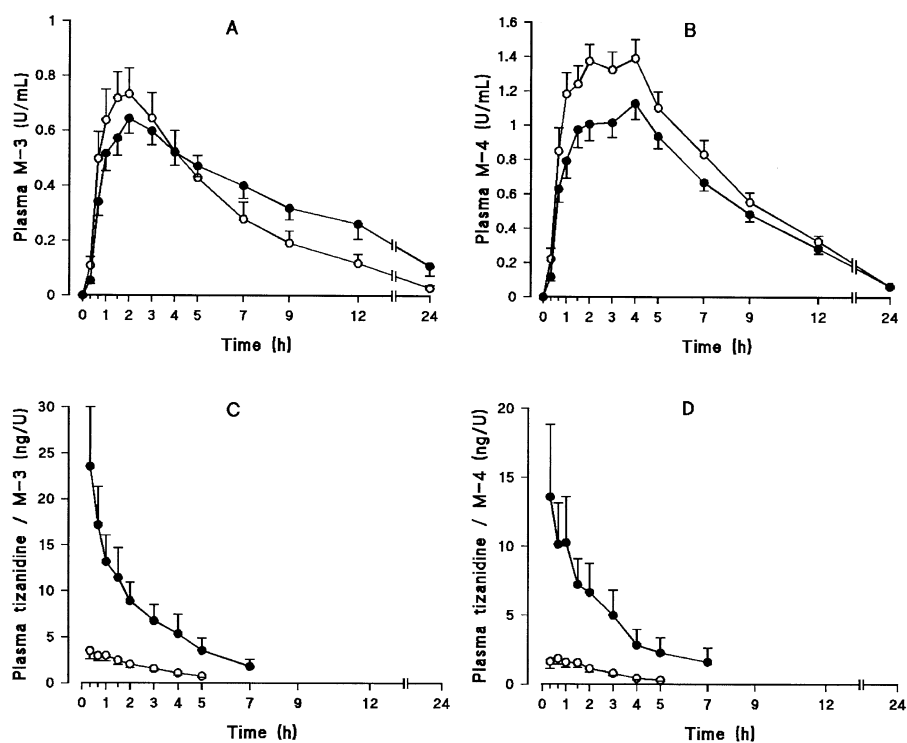 A
Plasma M-3 (U/mL)
1
0.8
0.6
0.4
0.2
0
0 1 2 3 4 5 7 9 12 24
Time (h)
B
Plasma M-4 (U/mL)
1.6
1.4
1.2
1
0.8
0.6
0.4
0.2
0
0 1 2 3 4 5 7 9 12 24
Time (h)
C
Plasma tizanidine / M-3 (ng/U)
30
25
20
15
10
5
0
0 1 2 3 4 5 7 9 12 24
Time (h)
D
Plasma tizanidine / M-4 (ng/U)
20
15
10
5
0
0 1 2 3 4 5 7 9 12 24
Time (h)